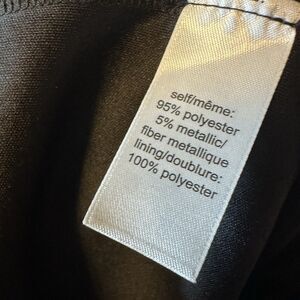 self/même:
95% polyester
5% metallic/
fiber metallique
lining/doublure:
100% polyester